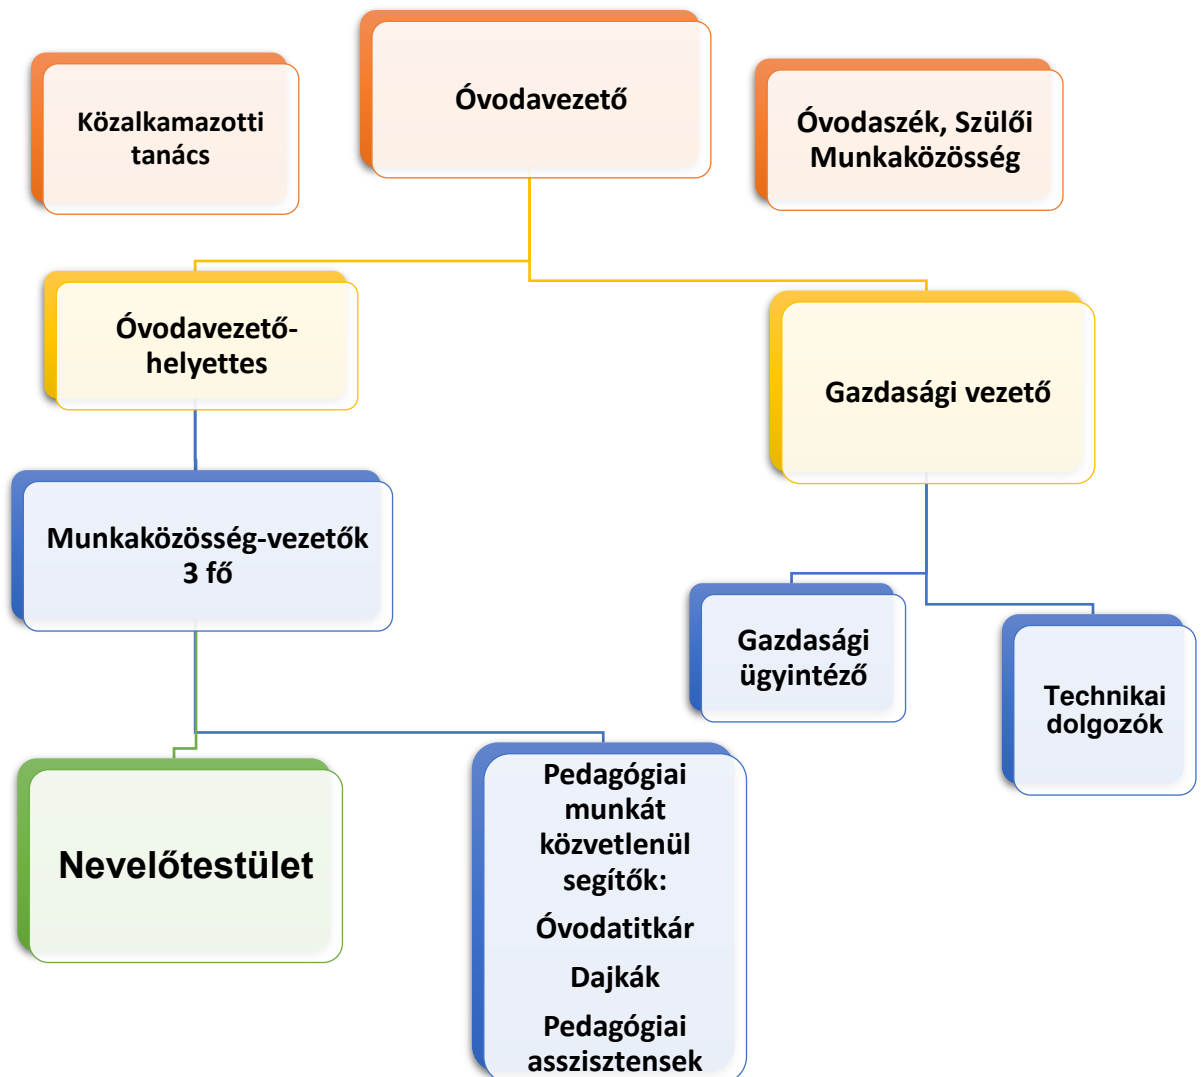 Óvodavezető
Közalkamazotti
tanács
Óvodaszék, Szülői
Munkaközösség
Óvodavezető-
helyettes
Gazdasági vezető
Munkaközösség-vezetők
3 fő
Gazdasági
ügyintéző
Technikai
dolgozók
Nevelőtestület
Pedagógiai
munkát
közvetlenül
segítők:
Óvodatitkár
Dajkák
Pedagógiai
asszisztensek